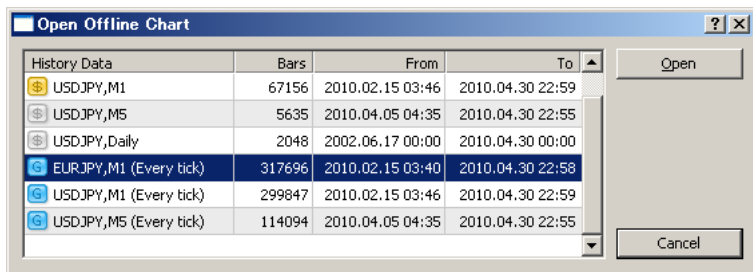 Open Offline Chart
History Data Bars From To Open
USDJPY,M1 67156 2010.02.15 03:46 2010.04.30 22:59
USDJPY,M5 5635 2010.04.05 04:35 2010.04.30 22:55
USDJPY,Daily 2048 2002.06.17 00:00 2010.04.30 00:00
EURJPY,M1 (Every tick) 317696 2010.02.15 03:40 2010.04.30 22:58
USDJPY,M1 (Every tick) 299847 2010.02.15 03:46 2010.04.30 22:59
USDJPY,M5 (Every tick) 114094 2010.04.05 04:35 2010.04.30 22:55
Cancel